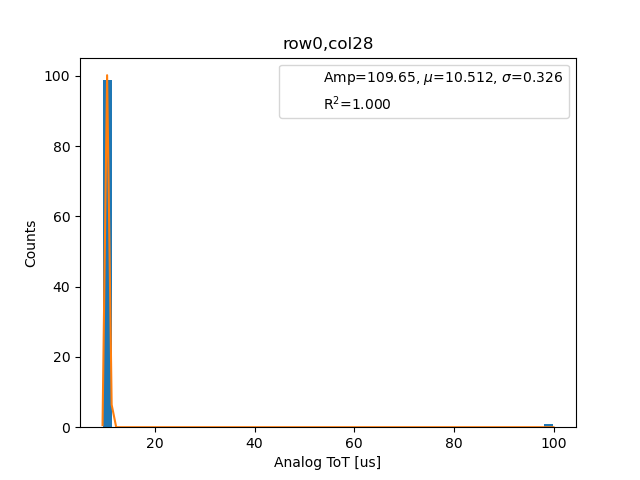 row0,col28
Amp=109.65, μ=10.512, σ=0.326
R²=1.000
100
80
60
40
20
0
Counts
20 40 60 80 100
Analog ToT [us]